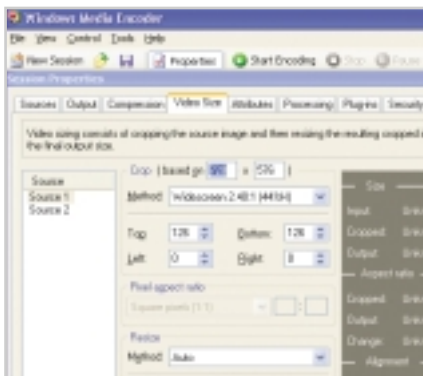 Windows Media Encoder
File View Control Tools Help
New Session Properties Start Encoding Stop Pause
Session Properties
Sources Output Compression Video Size Attributes Processing Plug-ins Security
Video sizing consists of cropping the source image and then resizing the resulting cropped
the final output size.
Source
Source 1
Source 2
Crop (based on x 576 )
Method: Widescreen 2.40:1
Top: 126 Bottom: 126
Left: 0 Right: 0
Pixel aspect ratio
Square pixels (1:1)
Resize
Method: Auto
Size
Input:
Cropped:
Output:
Aspect ratio
Cropped:
Output:
Change:
Alignment